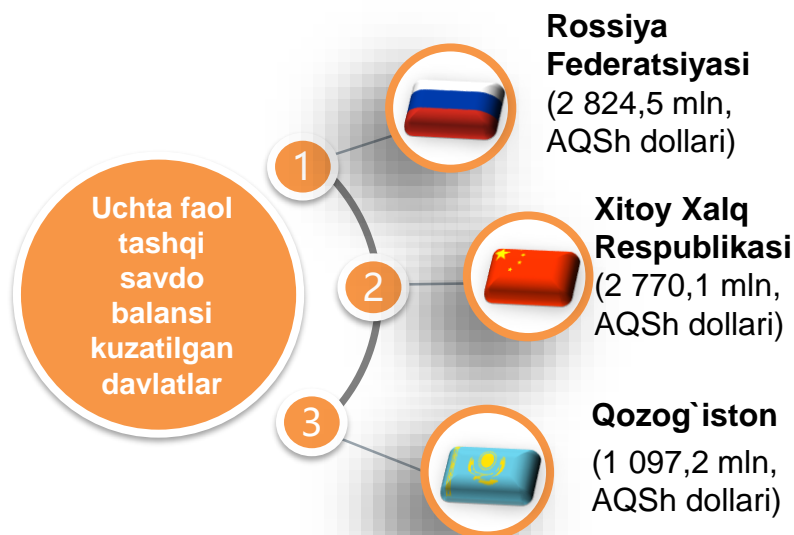 Uchta faol
tashqi
savdo
balansi
kuzatilgan
davlatlar
1
Rossiya
Federatsiyasi
(2 824,5 mln,
AQSh dollari)
2
Xitoy Xalq
Respublikasi
(2 770,1 mln,
AQSh dollari)
3
Qozog`iston
(1 097,2 mln,
AQSh dollari)